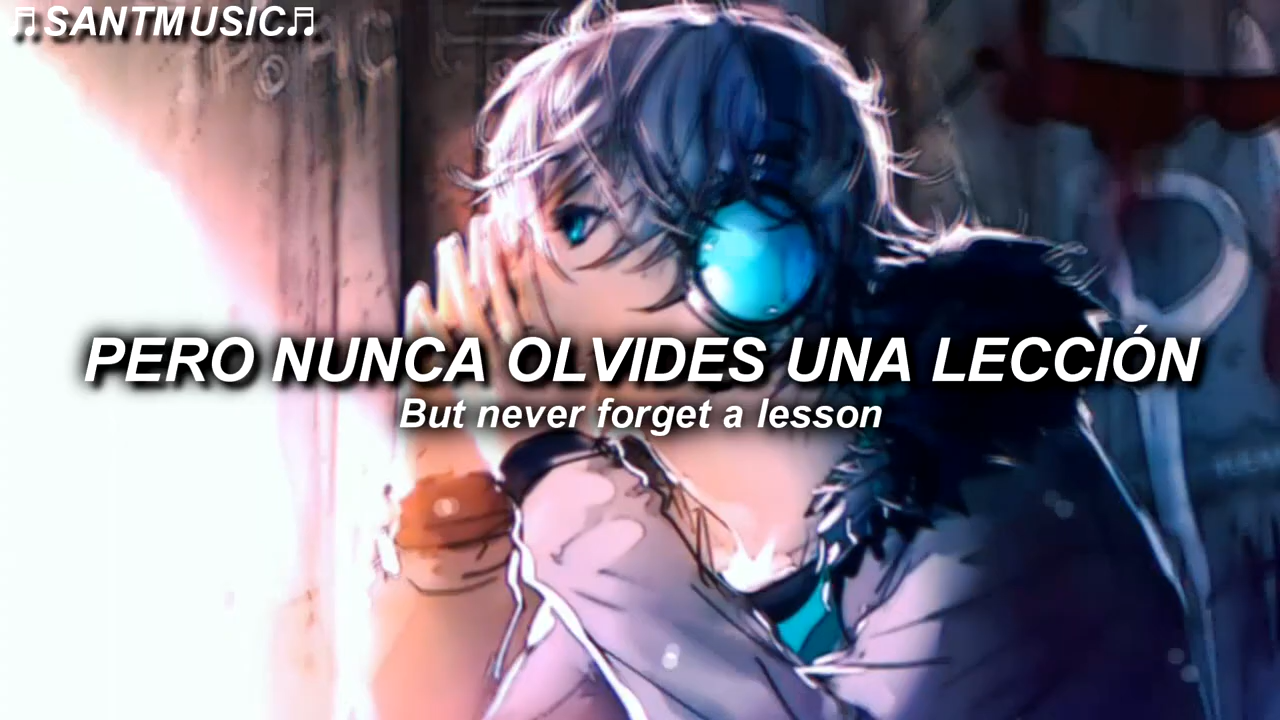 ♬SANTMUSIC♬
PERO NUNCA OLVIDES UNA LECCIÓN
But never forget a lesson